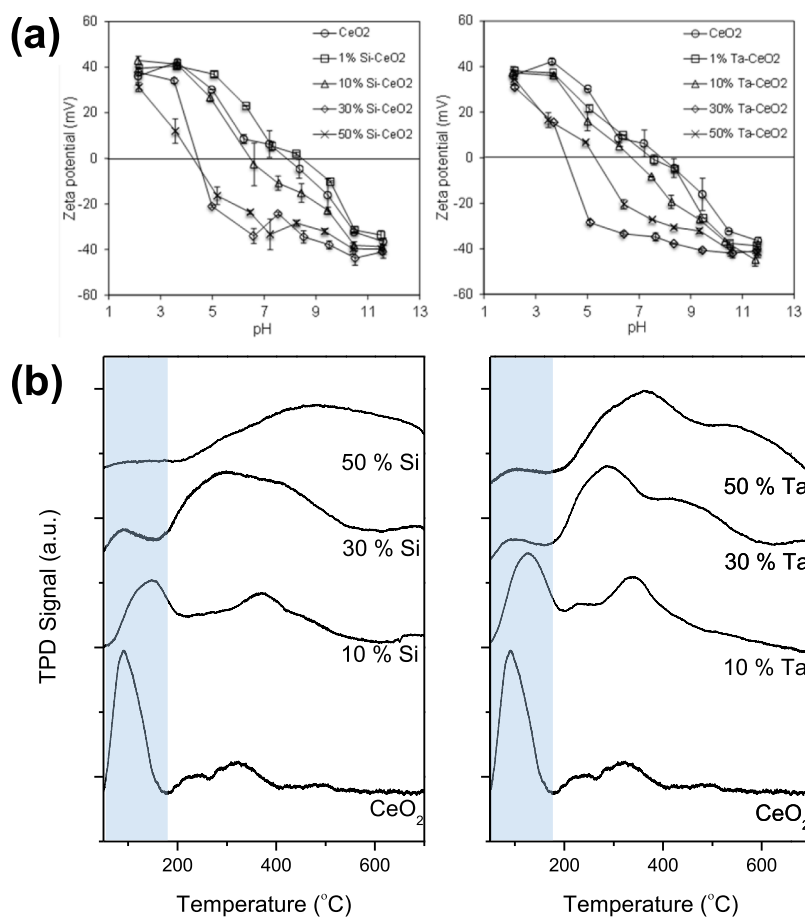 (a)
CeO2
1% Si-CeO2
10% Si-CeO2
30% Si-CeO2
50% Si-CeO2
Zeta potential (mV)
60
40
20
0
-20
-40
-60
1 3 5 7 9 11 13
pH
CeO2
1% Ta-CeO2
10% Ta-CeO2
30% Ta-CeO2
50% Ta-CeO2
Zeta potential (mV)
60
40
20
0
-20
-40
-60
1 3 5 7 9 11 13
pH
(b)
TPD Signal (a.u.)
50 % Si
30 % Si
10 % Si
CeO₂
200 400 600
Temperature (°C)
50 % Ta
30 % Ta
10 % Ta
CeO₂
200 400 600
Temperature (°C)